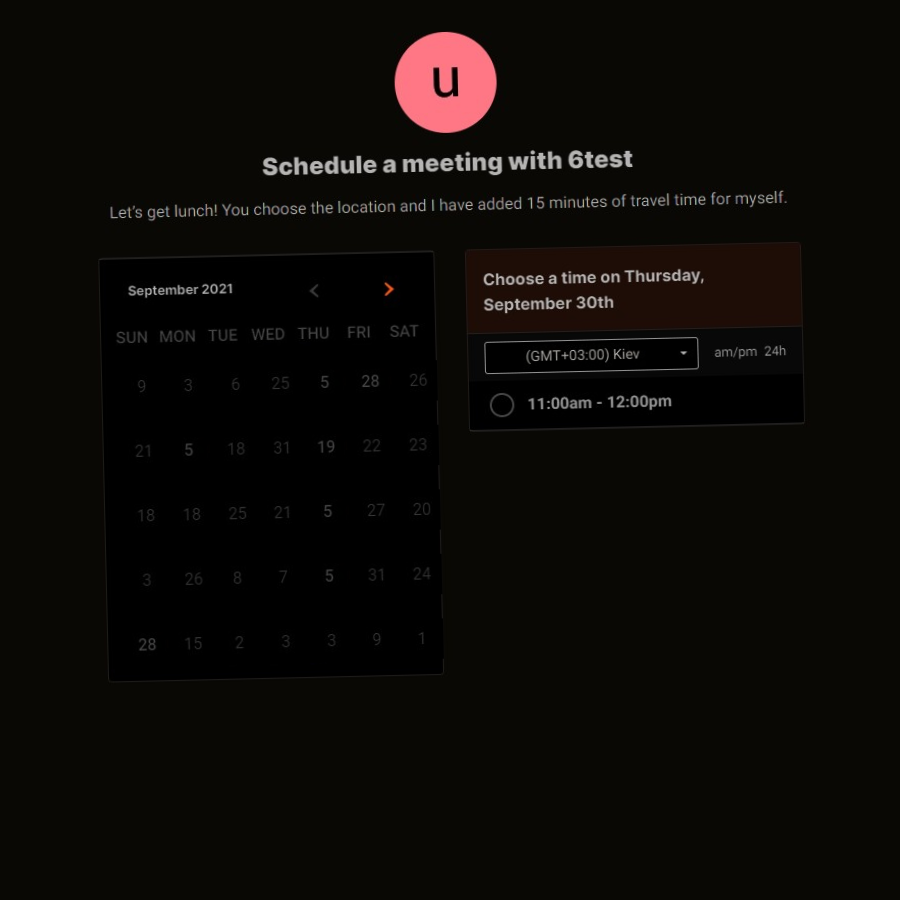 u
Schedule a meeting with 6test
Let's get lunch! You choose the location and I have added 15 minutes of travel time for myself.
September 2021
SUN MON TUE WED THU FRI SAT
9 3 6 25 5 28 26
21 5 18 31 19 22 23
18 18 25 21 5 27 20
3 26 8 7 5 31 24
28 15 2 3 3 9 1
Choose a time on Thursday,
September 30th
(GMT+03:00) Kiev am/pm 24h
11:00am - 12:00pm